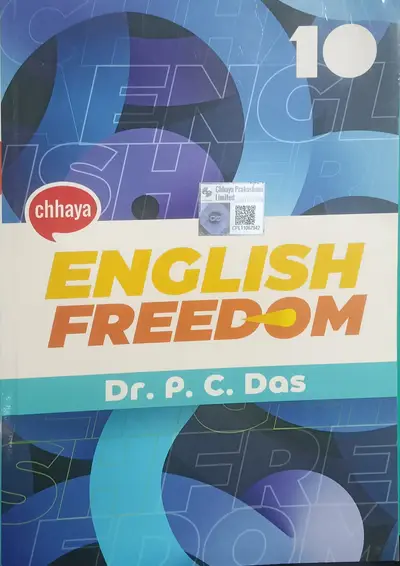 10
chhaya
Chhaya Prakashani
Limited
ENGLISH
FREEDOM
Dr. P. C. Das